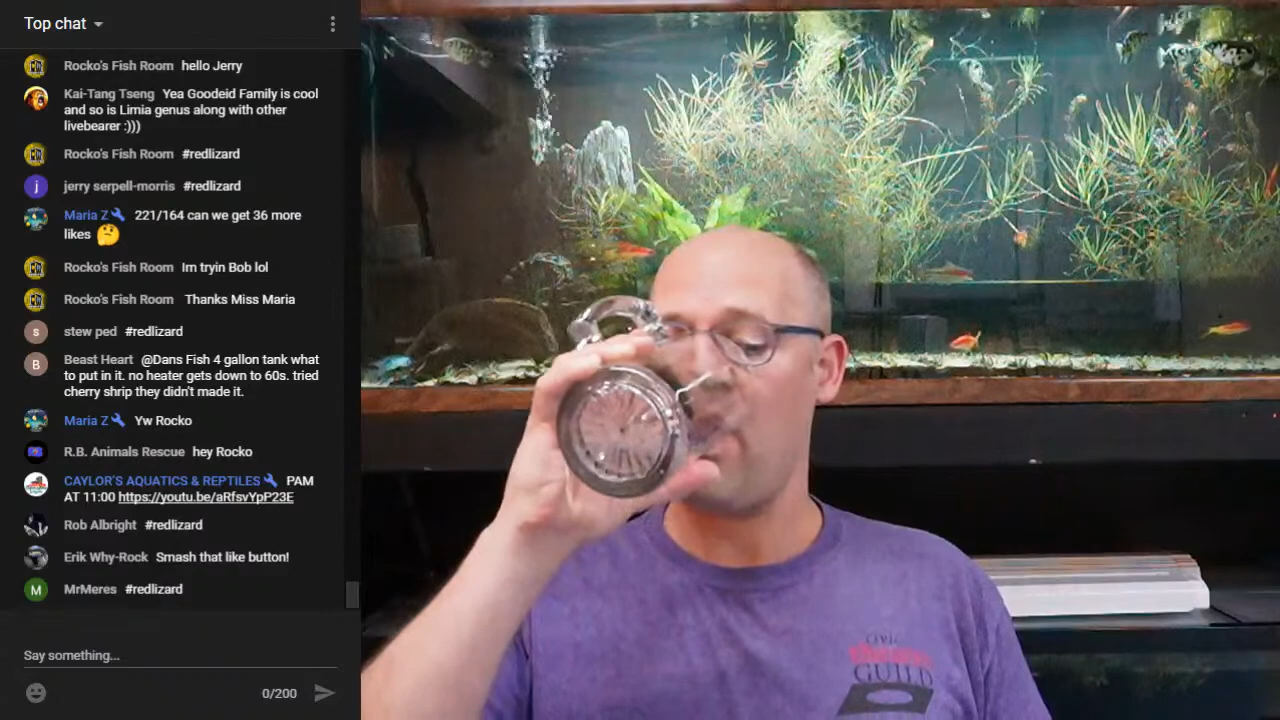 Top chat
Rocko's Fish Room hello Jerry
Kai-Tang Tseng Yea Goodeid Family is cool
and so is Limia genus along with other
livebearer :)))
Rocko's Fish Room #redlizard
jerry serpell-morris #redlizard
Maria Z 221/164 can we get 36 more
likes 🤔
Rocko's Fish Room Im tryin Bob lol
Rocko's Fish Room Thanks Miss Maria
stew ped #redlizard
Beast Heart @Dans Fish 4 gallon tank what
to put in it. no heater gets down to 60s. tried
cherry shrip they didn't made it.
Maria Z Yw Rocko
R.B. Animals Rescue hey Rocko
CAYLOR'S AQUATICS & REPTILES PAM
AT 11:00 https://youtu.be/aRfsvYpP23E
Rob Albright #redlizard
Erik Why-Rock Smash that like button!
MrMeres #redlizard
Say something...
0/200
GUILD